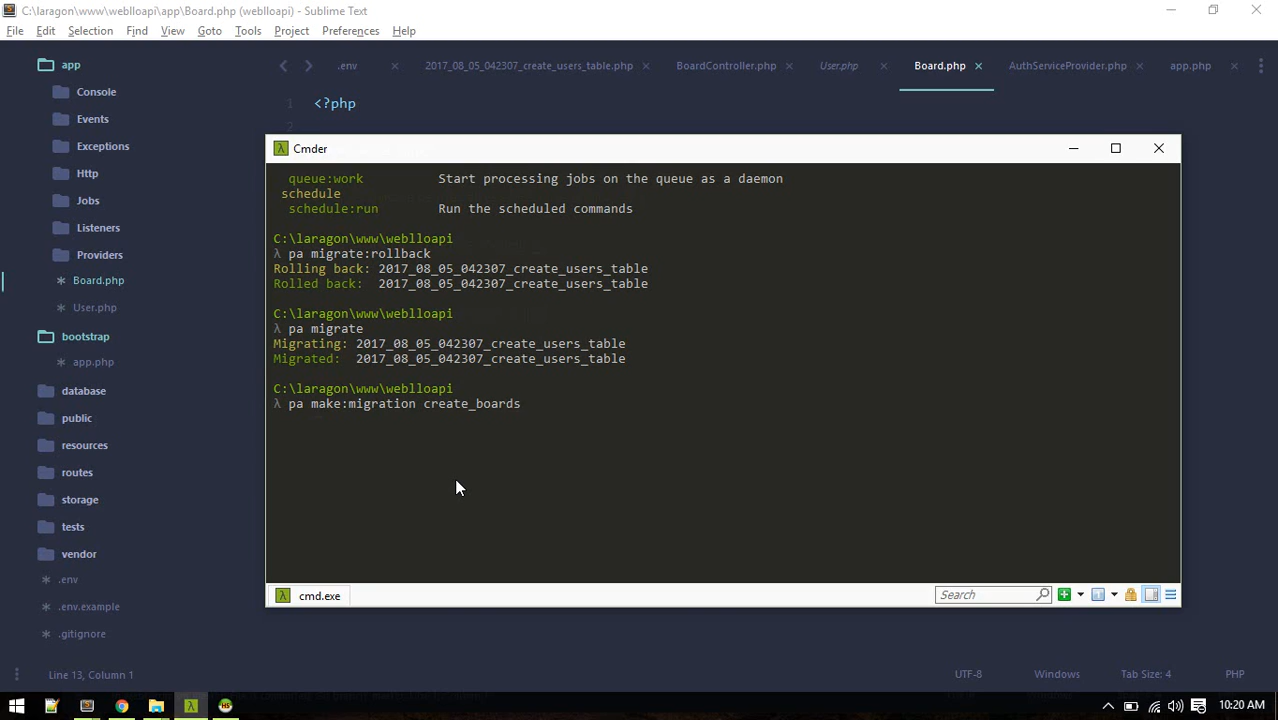 C:\laragon\www\weblloapi\app\Board.php (weblloapi) - Sublime Text
File Edit Selection Find View Goto Tools Project Preferences Help
app
.env
2017_08_05_042307_create_users_table.php
BoardController.php
User.php
Board.php
AuthServiceProvider.php
app.php
Console
Events
Exceptions
Http
Jobs
Listeners
Providers
Board.php
User.php
bootstrap
app.php
database
public
resources
routes
storage
tests
vendor
.env
.env.example
.gitignore
1 <?php
2
Cmder
queue:work Start processing jobs on the queue as a daemon
schedule
schedule:run Run the scheduled commands
C:\laragon\www\weblloapi
λ pa migrate:rollback
Rolling back: 2017_08_05_042307_create_users_table
Rolled back: 2017_08_05_042307_create_users_table
C:\laragon\www\weblloapi
λ pa migrate
Migrating: 2017_08_05_042307_create_users_table
Migrated: 2017_08_05_042307_create_users_table
C:\laragon\www\weblloapi
λ pa make:migration create_boards
cmd.exe
Search
Line 13, Column 1
UTF-8
Windows
Tab Size: 4
PHP
10:20 AM